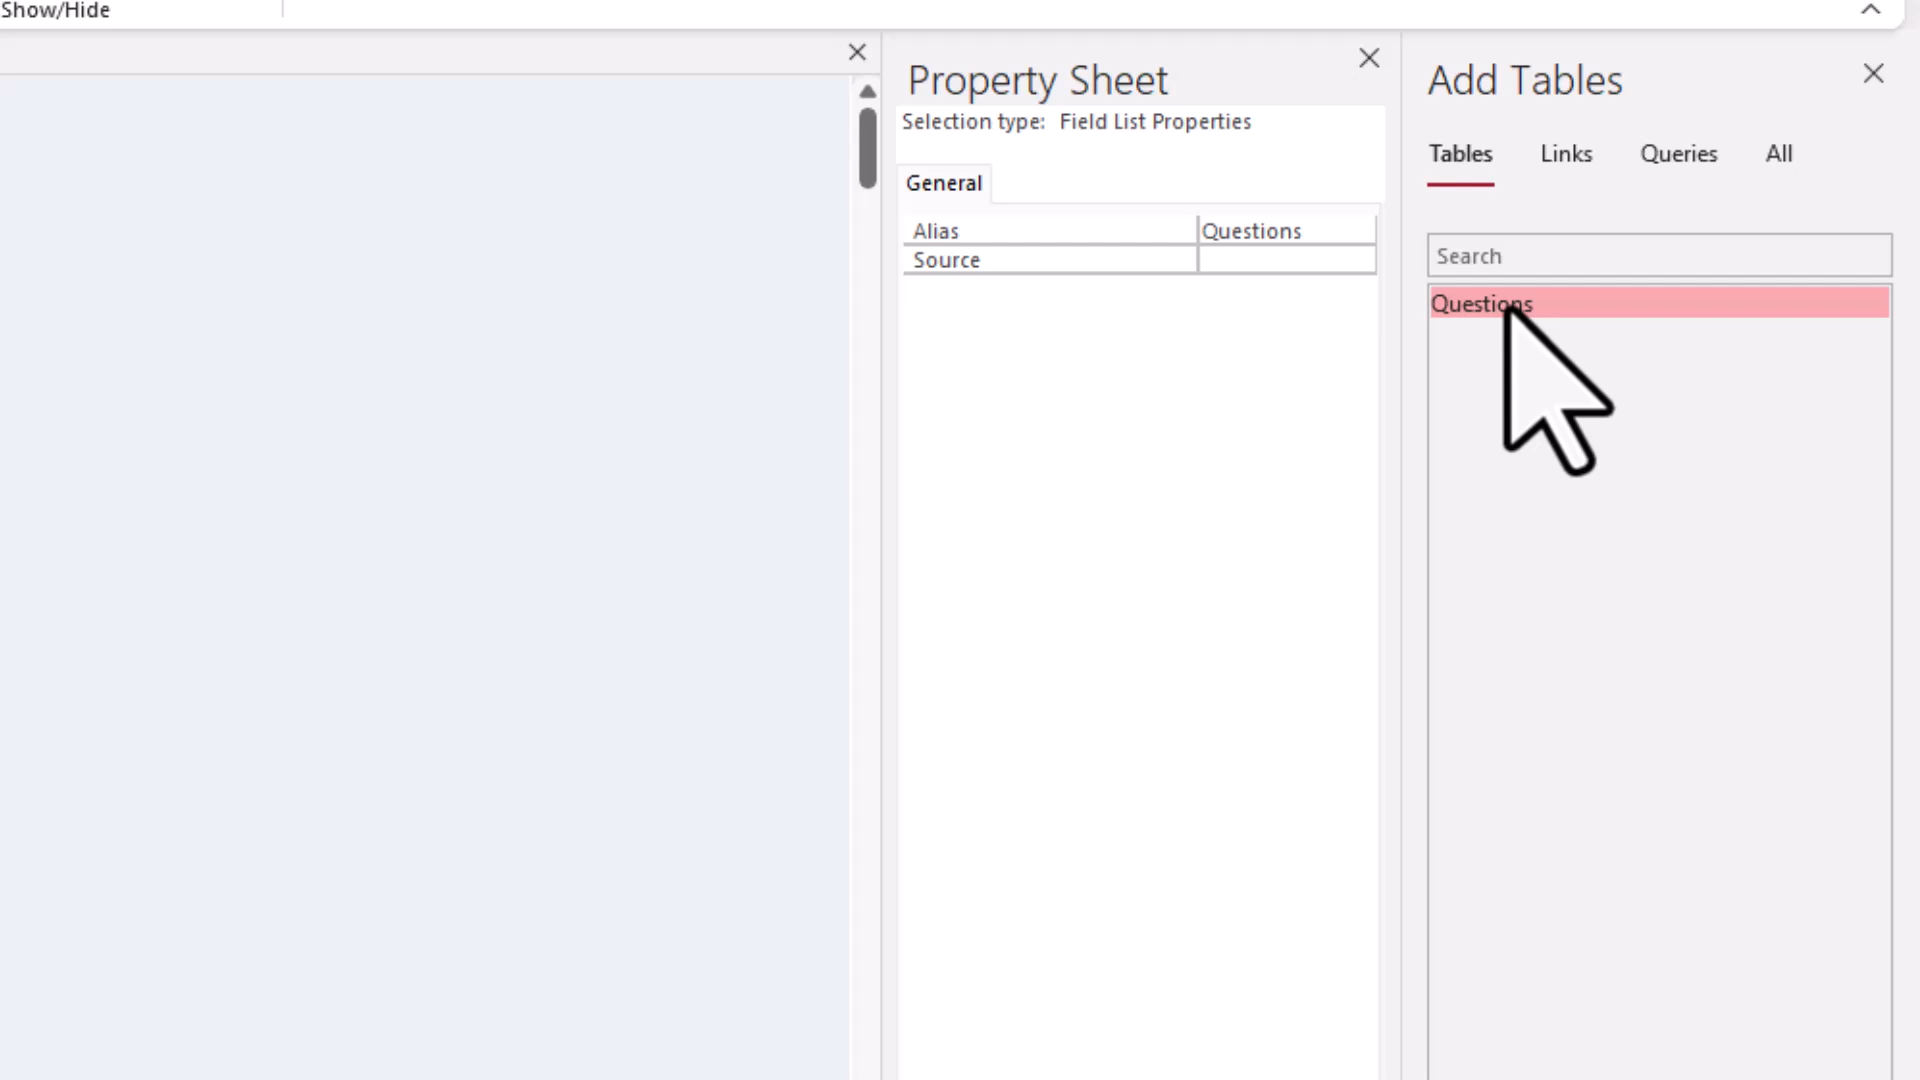 Show/Hide
Property Sheet
Selection type: Field List Properties
General
Alias Questions
Source
Add Tables
Tables Links Queries All
Search
Questions